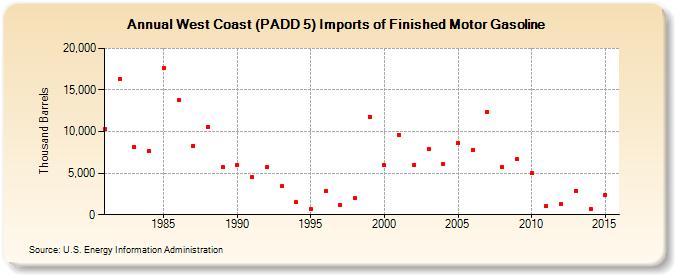 Annual West Coast (PADD 5) Imports of Finished Motor Gasoline
Thousand Barrels
20,000
15,000
10,000
5,000
0
1985 1990 1995 2000 2005 2010 2015
Source: U.S. Energy Information Administration